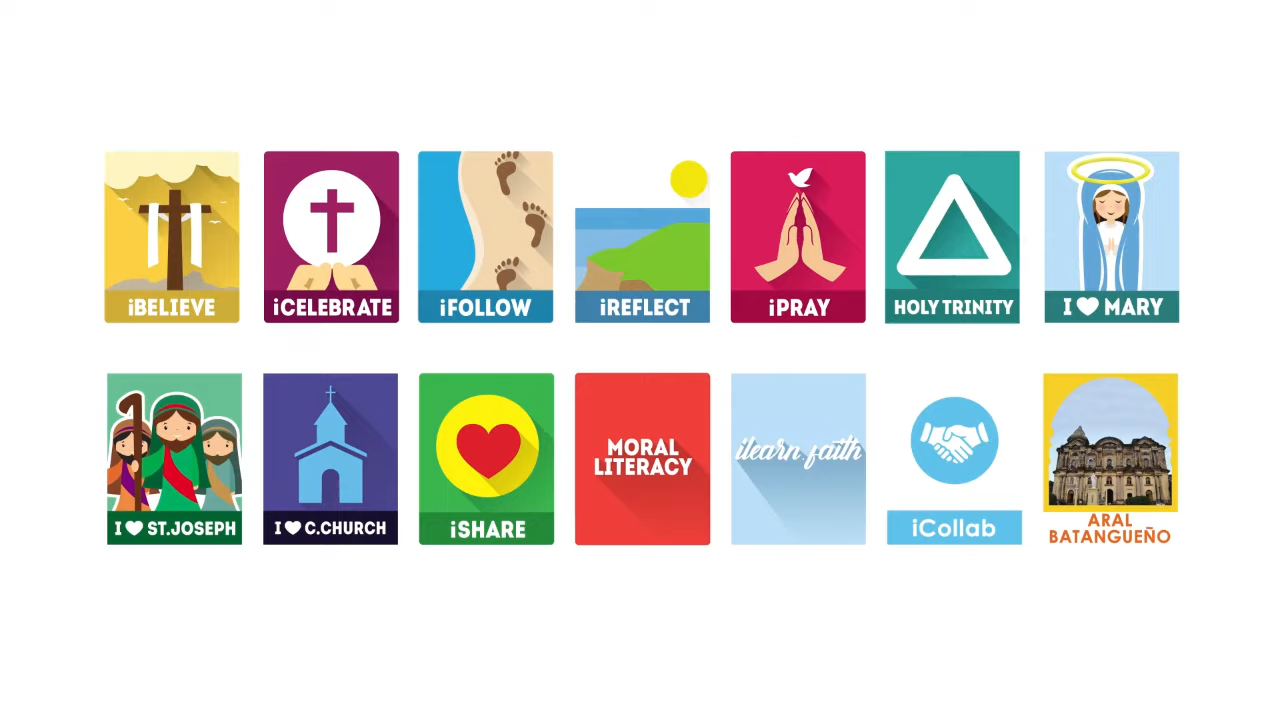 iBELIEVE
iCELEBRATE
iFOLLOW
iREFLECT
iPRAY
HOLY TRINITY
I ♥ MARY
I ♥ ST.JOSEPH
I ♥ C.CHURCH
iSHARE
MORAL
LITERACY
ilearn.faith
iCollab
ARAL
BATANGUEÑO